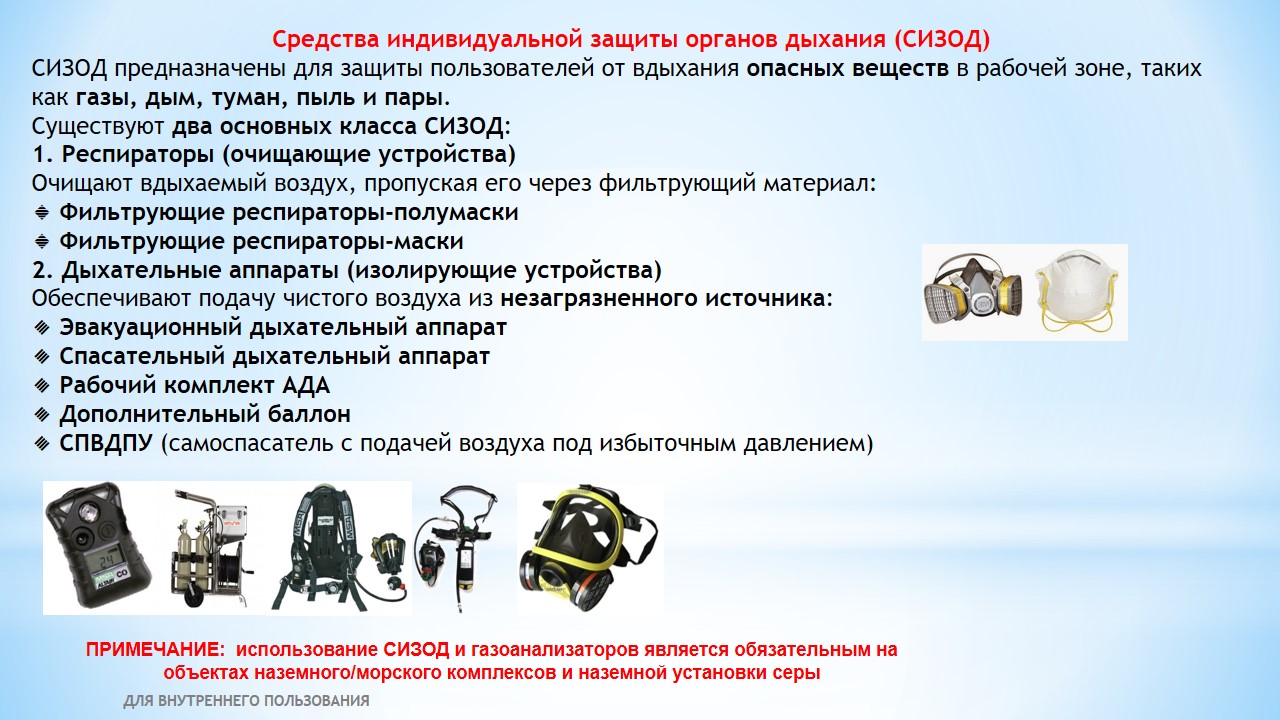 Средства индивидуальной защиты органов дыхания (СИЗОД)
СИЗОД предназначены для защиты пользователей от вдыхания опасных веществ в рабочей зоне, таких
как газы, дым, туман, пыль и пары.
Существуют два основных класса СИЗОД:
1. Респираторы (очищающие устройства)
Очищают вдыхаемый воздух, пропуская его через фильтрующий материал:
Фильтрующие респираторы-полумаски
Фильтрующие респираторы-маски
2. Дыхательные аппараты (изолирующие устройства)
Обеспечивают подачу чистого воздуха из незагрязненного источника:
Эвакуационный дыхательный аппарат
Спасательный дыхательный аппарат
Рабочий комплект АДА
Дополнительный баллон
СПВДПУ (самоспасатель с подачей воздуха под избыточным давлением)
24
CO
ALTAIR
MSA
ПРИМЕЧАНИЕ: использование СИЗОД и газоанализаторов является обязательным на
объектах наземного/морского комплексов и наземной установки серы
ДЛЯ ВНУТРЕННЕГО ПОЛЬЗОВАНИЯ